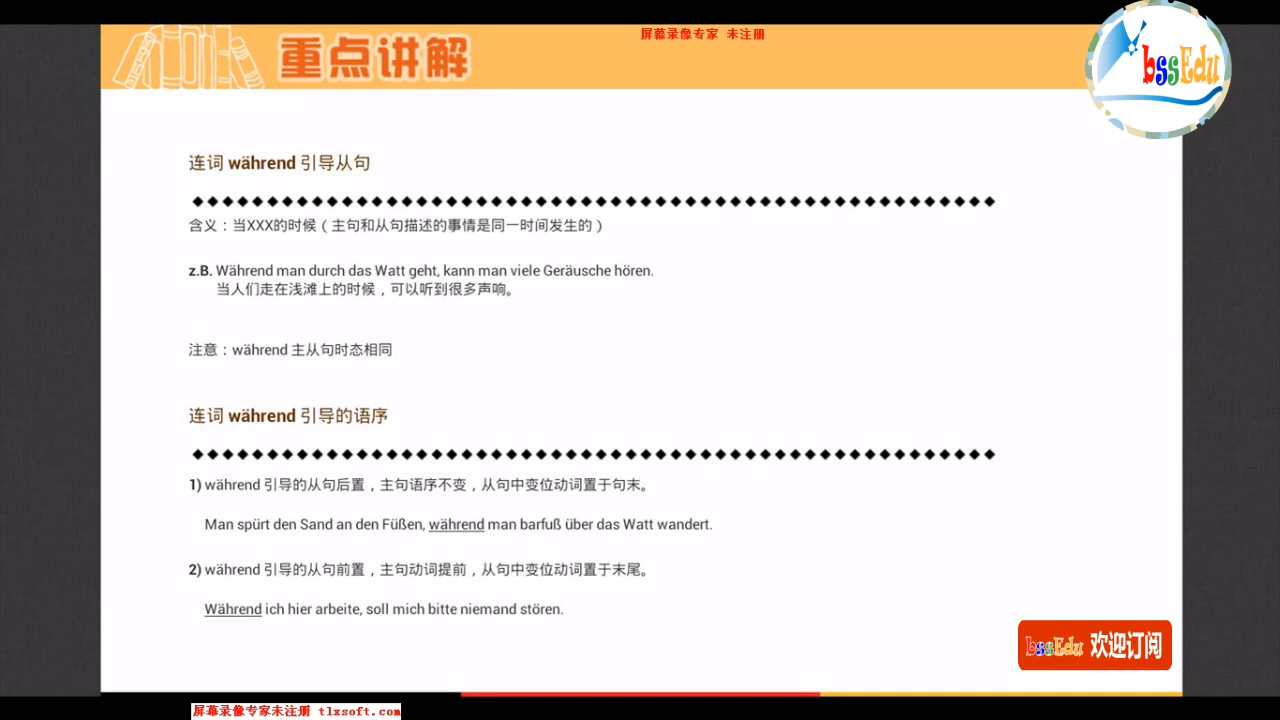 屏幕录像专家 未注册
重点讲解
bssEdu
连词 während 引导从句
含义：当XXX的时候（主句和从句描述的事情是同一时间发生的）
z.B. Während man durch das Watt geht, kann man viele Geräusche hören.
当人们走在浅滩上的时候，可以听到很多声响。
注意：während 主从句时态相同
连词 während 引导的语序
1) während 引导的从句后置，主句语序不变，从句中变位动词置于句末。
Man spürt den Sand an den Füßen, während man barfuß über das Watt wandert.
2) während 引导的从句前置，主句动词提前，从句中变位动词置于末尾。
Während ich hier arbeite, soll mich bitte niemand stören.
bssEdu 欢迎订阅
屏幕录像专家未注册 tlxsoft.com